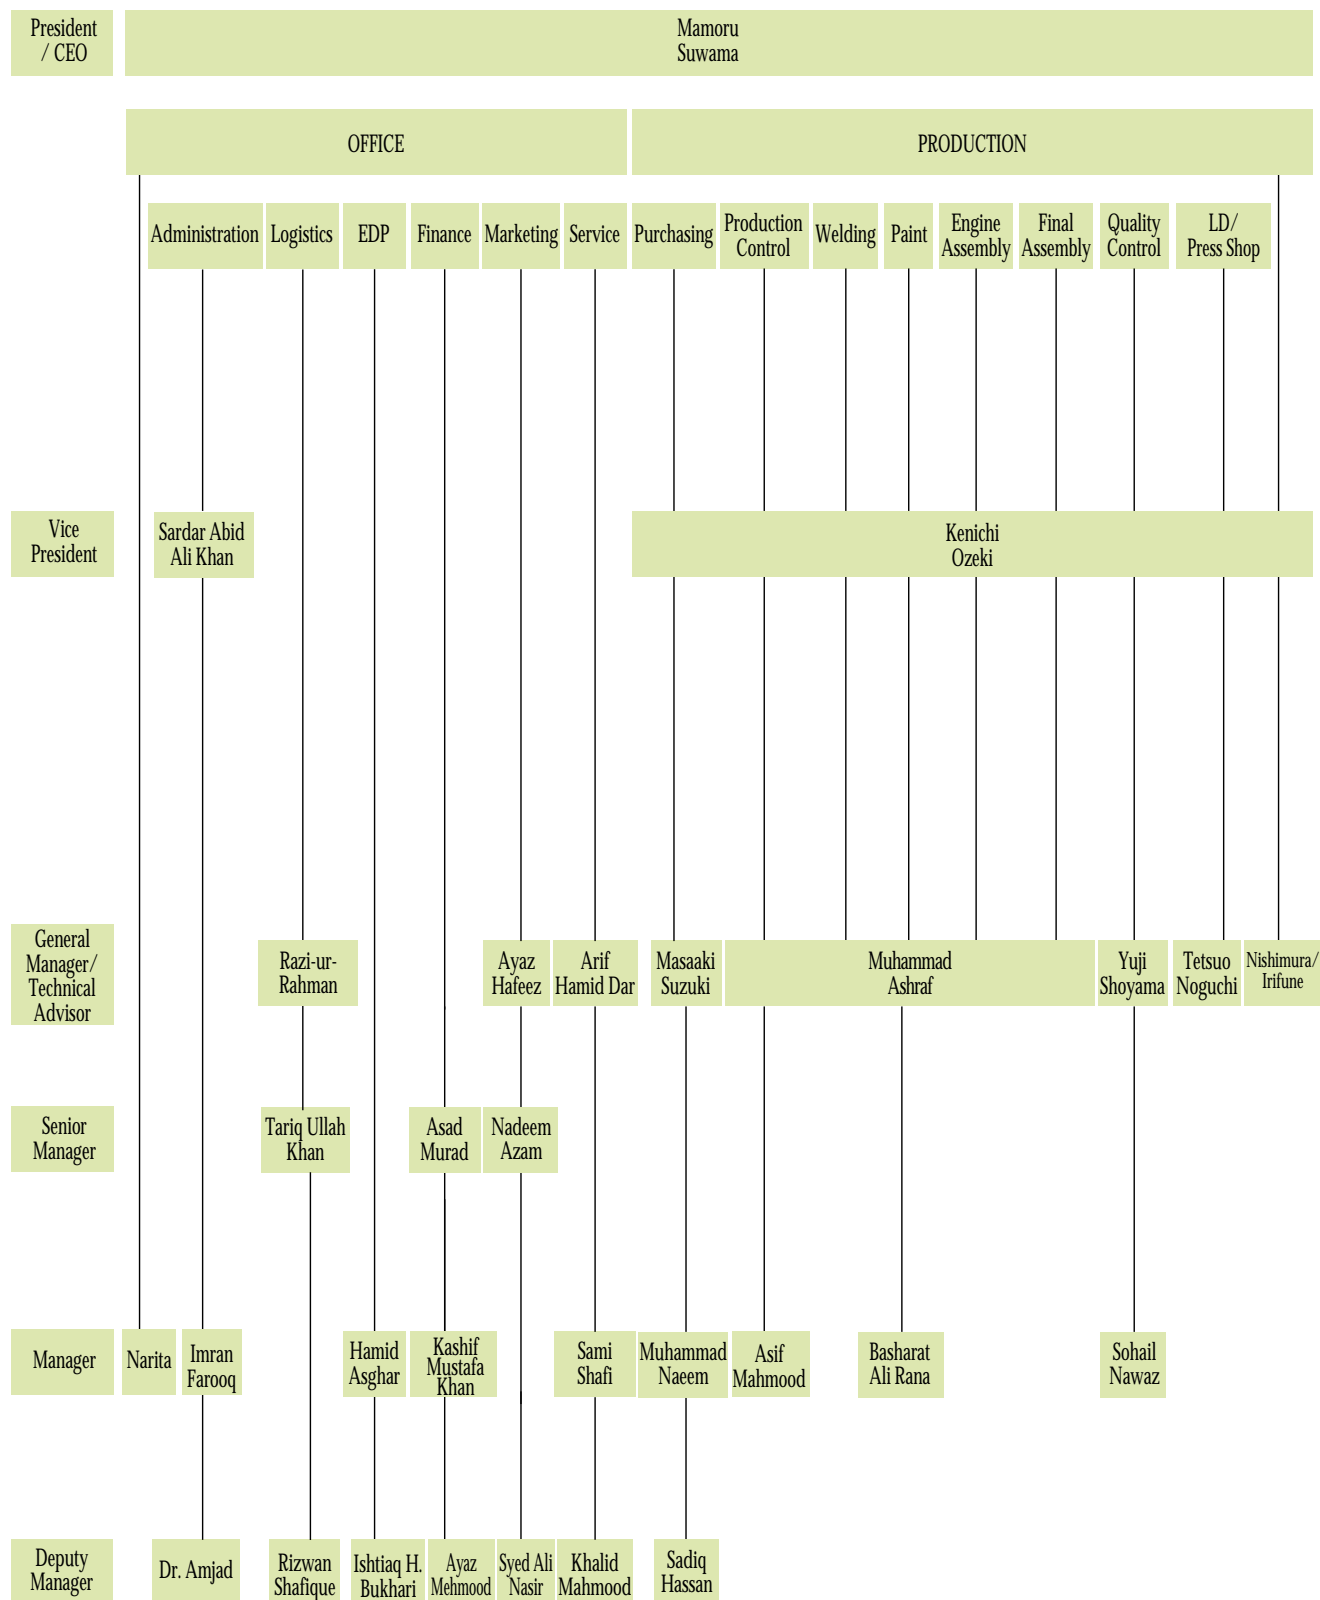 President
/ CEO
Mamoru
Suwama
OFFICE
PRODUCTION
Administration
Logistics
EDP
Finance
Marketing
Service
Purchasing
Production
Control
Welding
Paint
Engine
Assembly
Final
Assembly
Quality
Control
LD/
Press Shop
Vice
President
Sardar Abid
Ali Khan
Kenichi
Ozeki
General
Manager/
Technical
Advisor
Razi-ur-
Rahman
Ayaz
Hafeez
Arif
Hamid Dar
Masaaki
Suzuki
Muhammad
Ashraf
Yuji
Shoyama
Tetsuo
Noguchi
Nishimura/
Irifune
Senior
Manager
Tariq Ullah
Khan
Asad
Murad
Nadeem
Azam
Manager
Narita
Imran
Farooq
Hamid
Asghar
Kashif
Mustafa
Khan
Sami
Shafi
Muhammad
Naeem
Asif
Mahmood
Basharat
Ali Rana
Sohail
Nawaz
Deputy
Manager
Dr. Amjad
Rizwan
Shafique
Ishtiaq H.
Bukhari
Ayaz
Mehmood
Syed Ali
Nasir
Khalid
Mahmood
Sadiq
Hassan